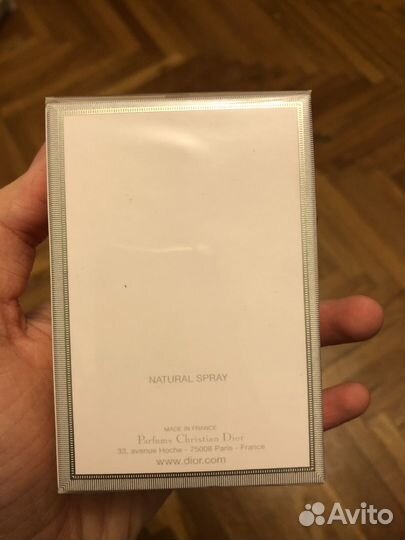 NATURAL SPRAY
MADE IN FRANCE
Parfums Christian Dior
33, avenue Hoche - 75008 Paris - France
www.dior.com
Avito